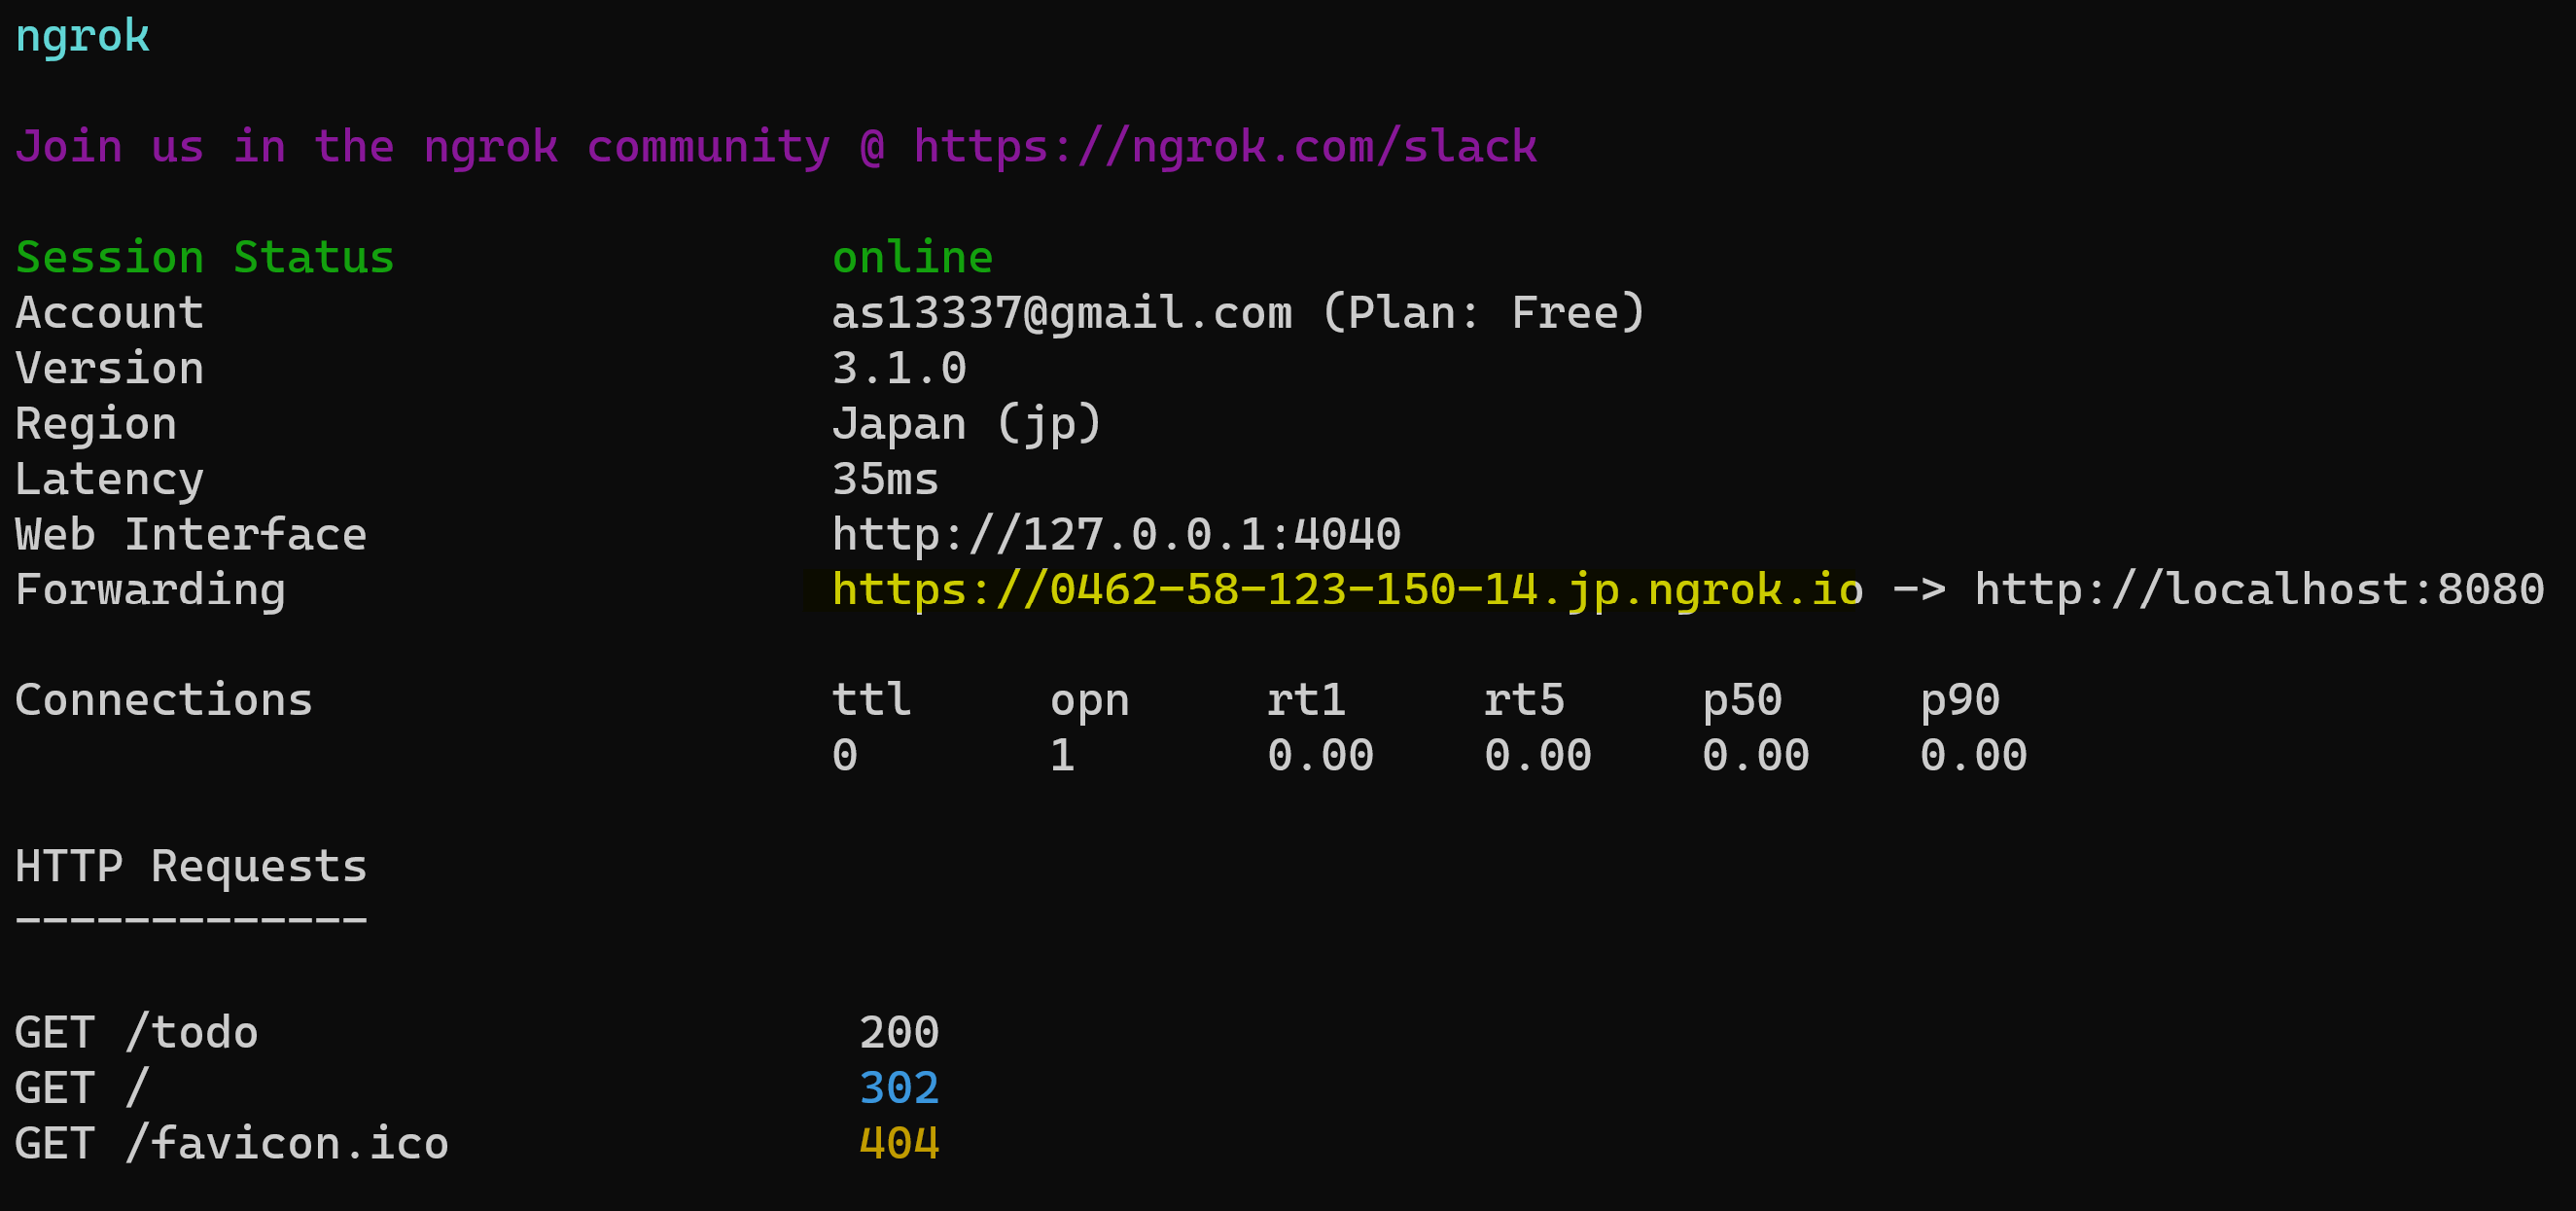 ngrok
Join us in the ngrok community @ https://ngrok.com/slack
Session Status online
Account as13337@gmail.com (Plan: Free)
Version 3.1.0
Region Japan (jp)
Latency 35ms
Web Interface http://127.0.0.1:4040
Forwarding https://0462-58-123-150-14.jp.ngrok.io -> http://localhost:8080
Connections ttl opn rt1 rt5 p50 p90
0 1 0.00 0.00 0.00 0.00
HTTP Requests
-------------
GET /todo 200
GET / 302
GET /favicon.ico 404